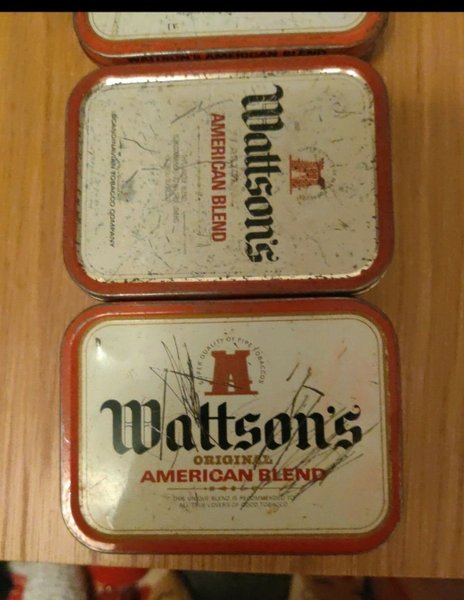 WATTSON'S AMERICAN BLEND
Wattson's
AMERICAN BLEND
SCANDINAVIAN TOBACCO COMPANY
SUPER QUALITY OF PIPE TOBACCOS
Wattson's
ORIGINAL
AMERICAN BLEND
THIS UNIQUE BLEND IS RECOMMENDED TO
ALL TRUE LOVERS OF GOOD TOBACCO